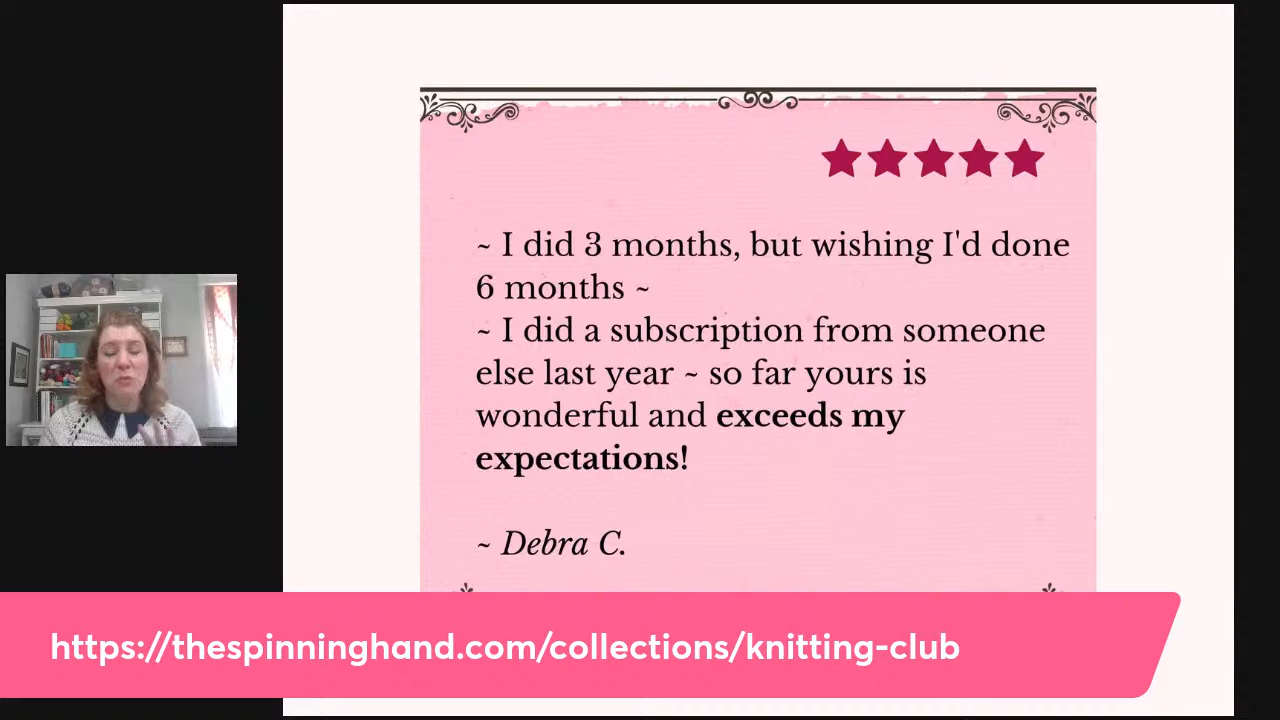 ~ I did 3 months, but wishing I'd done
6 months ~
~ I did a subscription from someone
else last year ~ so far yours is
wonderful and exceeds my
expectations!
~ Debra C.
https://thespinninghand.com/collections/knitting-club